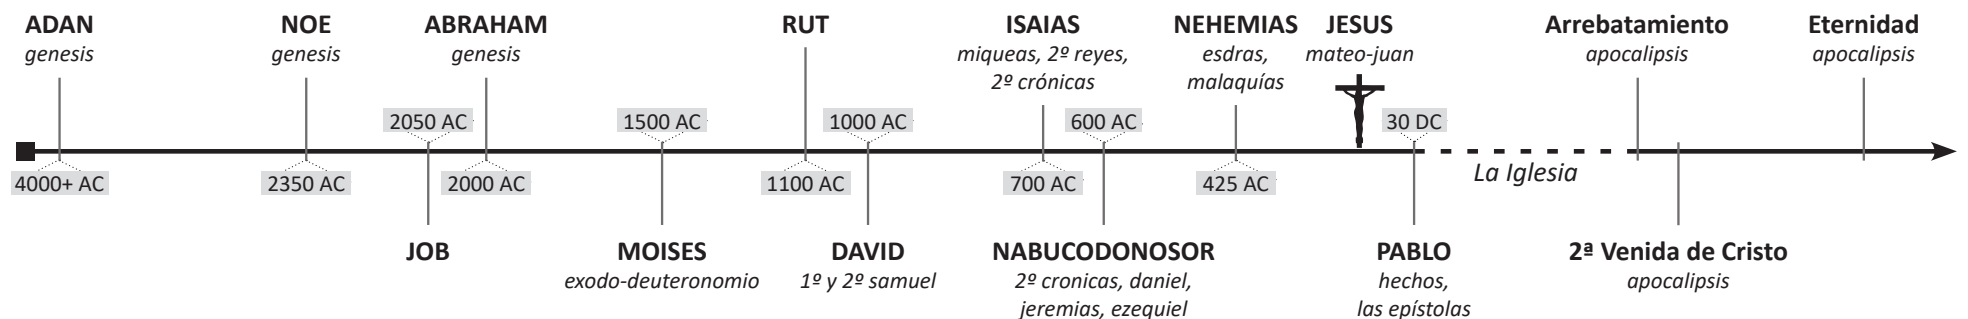 ADAN
genesis
4000+ AC
NOE
genesis
2350 AC
2050 AC
JOB
ABRAHAM
genesis
2000 AC
1500 AC
MOISES
exodo-deuteronomio
RUT
1100 AC
1000 AC
DAVID
1º y 2º samuel
ISAIAS
miqueas, 2º reyes,
2º crónicas
700 AC
600 AC
NABUCODONOSOR
2º cronicas, daniel,
jeremias, ezequiel
NEHEMIAS
esdras,
malaquías
425 AC
JESUS
mateo-juan
30 DC
PABLO
hechos,
las epístolas
La Iglesia
Arrebatamiento
apocalipsis
2ª Venida de Cristo
apocalipsis
Eternidad
apocalipsis